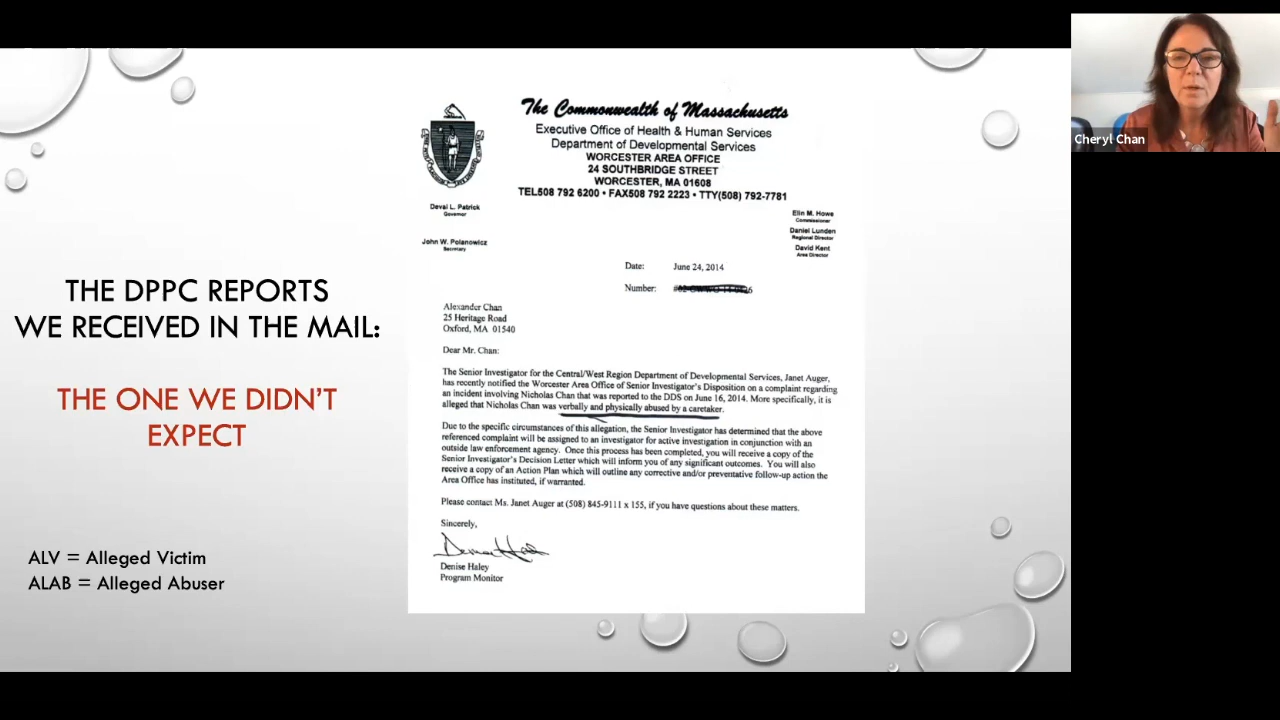 THE DPPC REPORTS
WE RECEIVED IN THE MAIL:
THE ONE WE DIDN'T
EXPECT
ALV = Alleged Victim
ALAB = Alleged Abuser
The Commonwealth of Massachusetts
Executive Office of Health & Human Services
Department of Developmental Services
WORCESTER AREA OFFICE
24 SOUTHBRIDGE STREET
WORCESTER, MA 01608
TEL508 792 6200 • FAX508 792 2223 • TTY(508) 792-7781
Deval L. Patrick
Governor
John W. Polanowicz
Secretary
Elin M. Howe
Commissioner
Daniel Lunden
Regional Director
David Kent
Area Director
Date: June 24, 2014
Number:
Alexander Chan
25 Heritage Road
Oxford, MA 01540
Dear Mr. Chan:
The Senior Investigator for the Central/West Region Department of Developmental Services, Janet Auger,
has recently notified the Worcester Area Office of Senior Investigator's Disposition on a complaint regarding
an incident involving Nicholas Chan that was reported to the DDS on June 16, 2014. More specifically, it is
alleged that Nicholas Chan was verbally and physically abused by a caretaker.
Due to the specific circumstances of this allegation, the Senior Investigator has determined that the above
referenced complaint will be assigned to an investigator for active investigation in conjunction with an
outside law enforcement agency. Once this process has been completed, you will receive a copy of the
Senior Investigator's Decision Letter which will inform you of any significant outcomes. You will also
receive a copy of an Action Plan which will outline any corrective and/or preventative follow-up action the
Area Office has instituted, if warranted.
Please contact Ms. Janet Auger at (508) 845-9111 x 155, if you have questions about these matters.
Sincerely,
Denise Haley
Program Monitor
Cheryl Chan